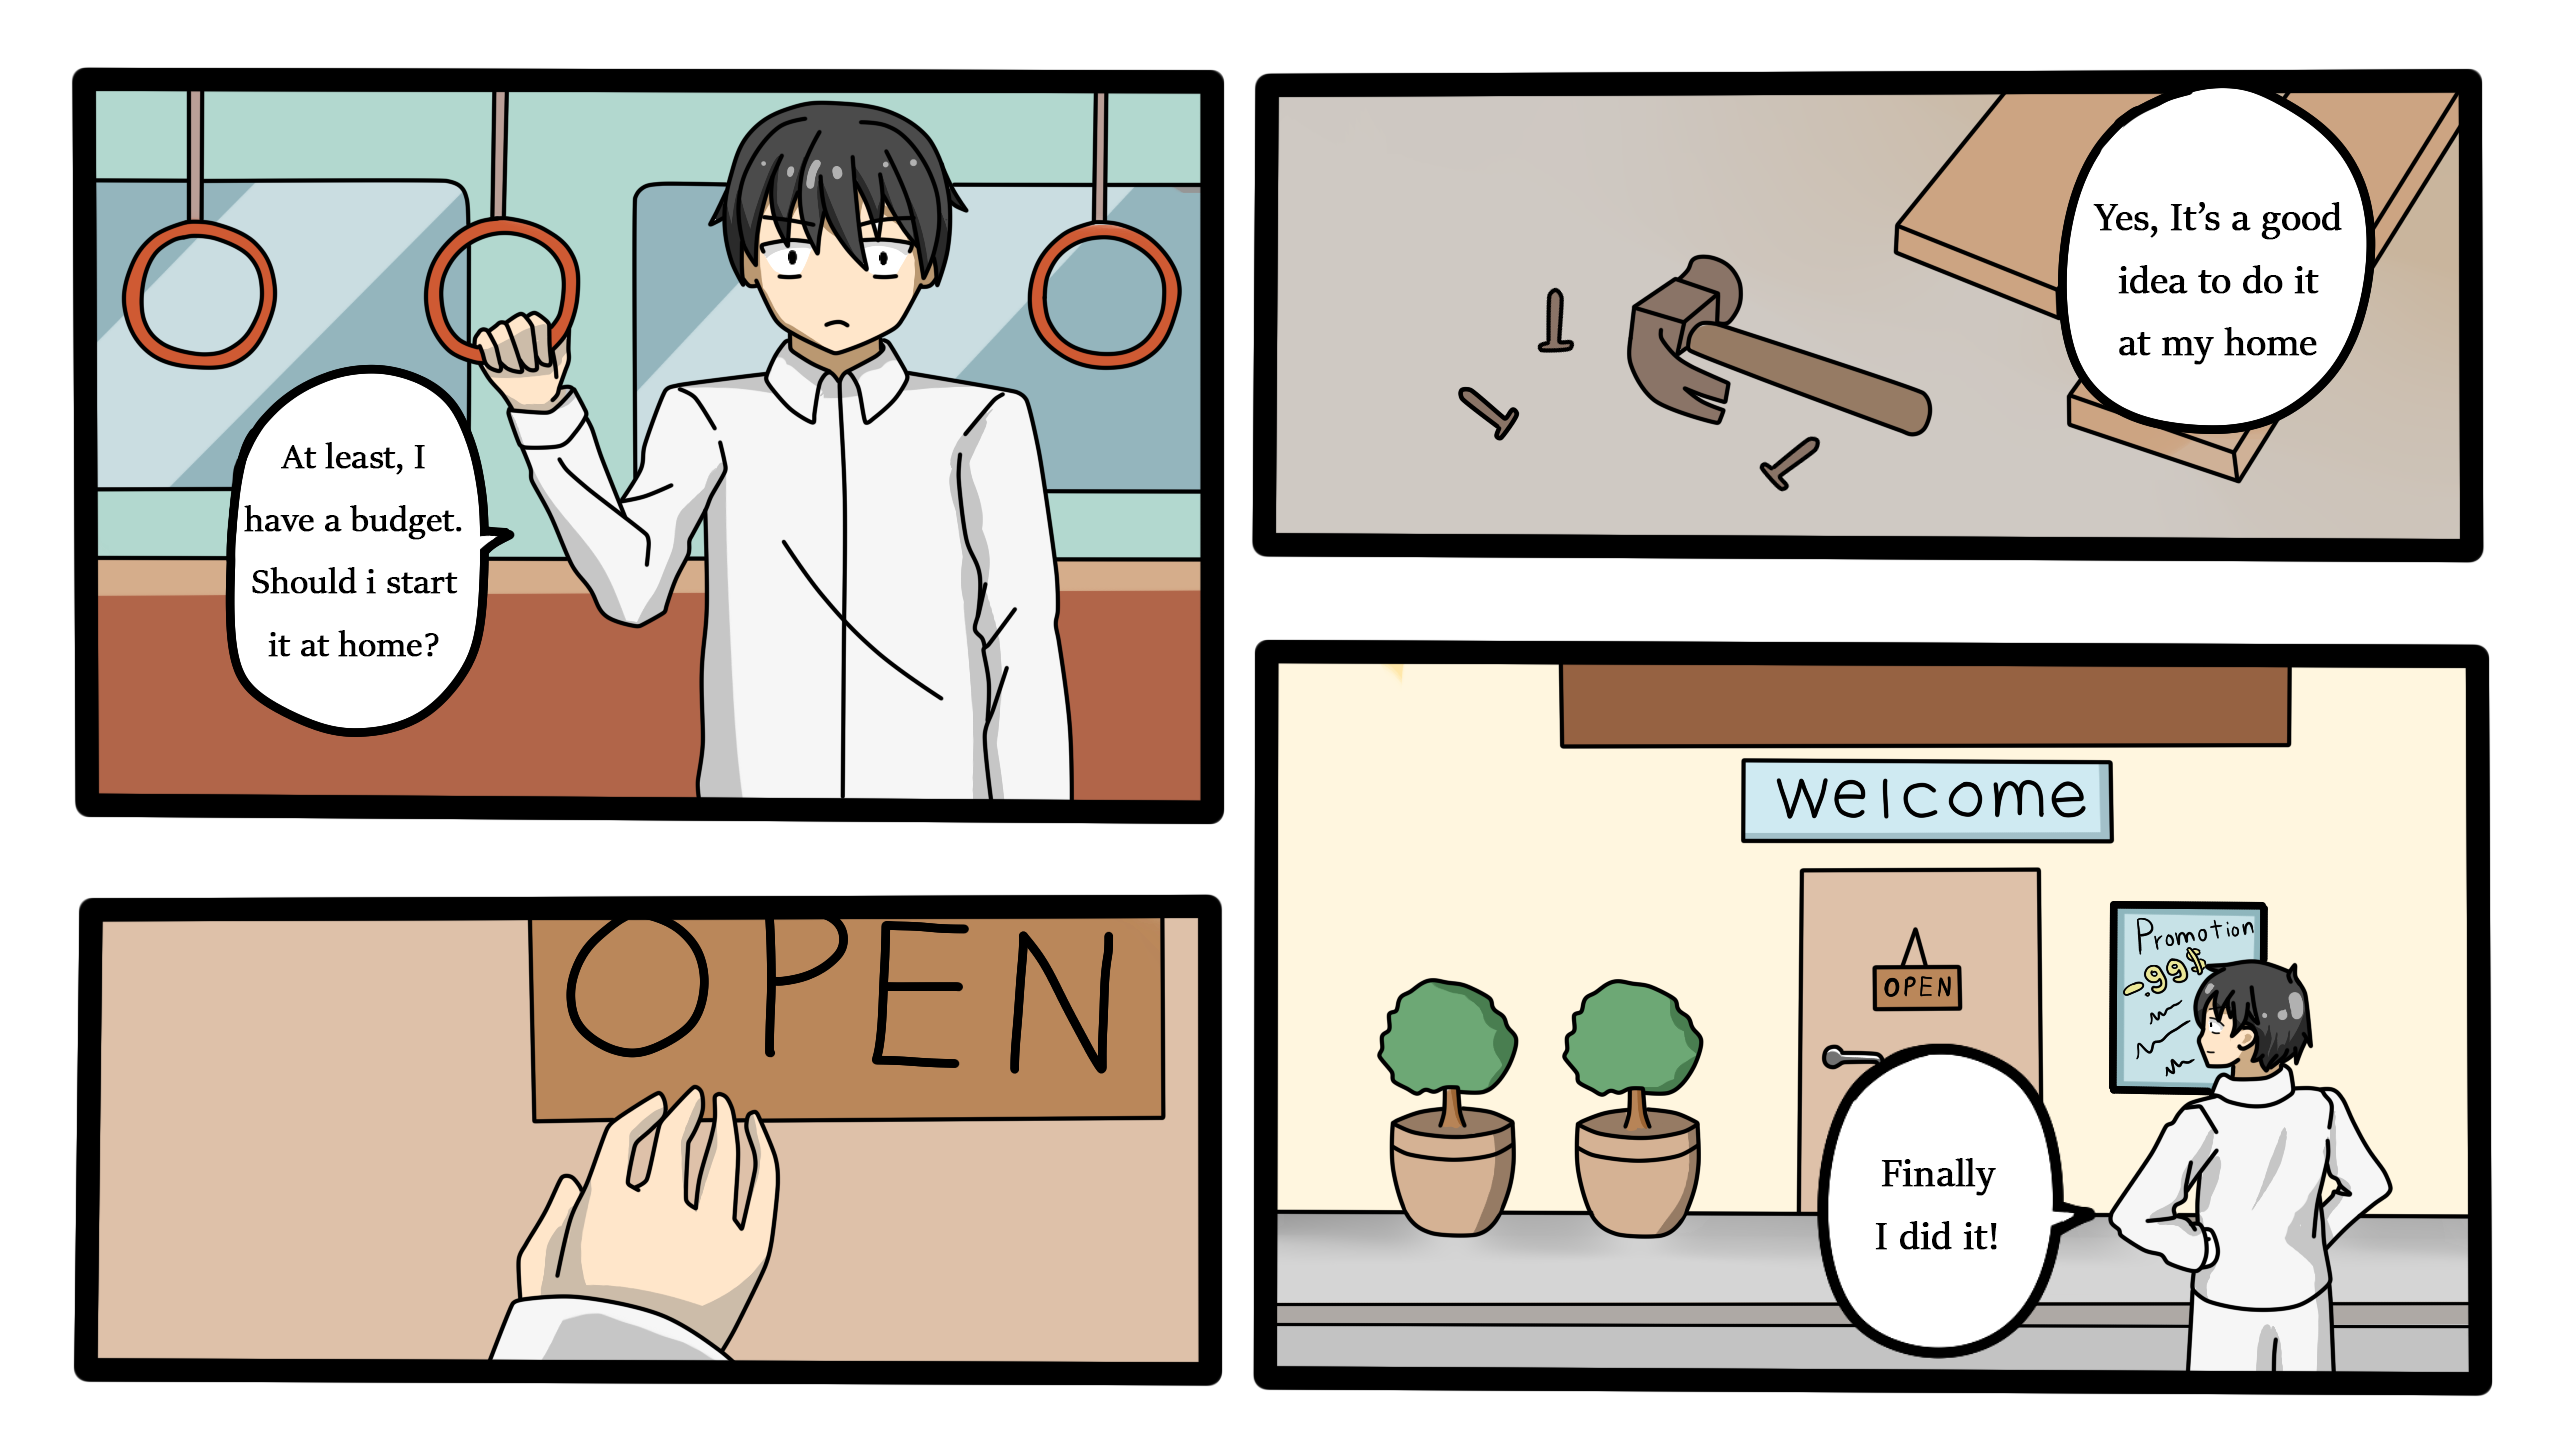 At least, I
have a budget.
Should i start
it at home?
Yes, It's a good
idea to do it
at my home
OPEN
Welcome
OPEN
Promotion
-.99$
Finally
I did it!